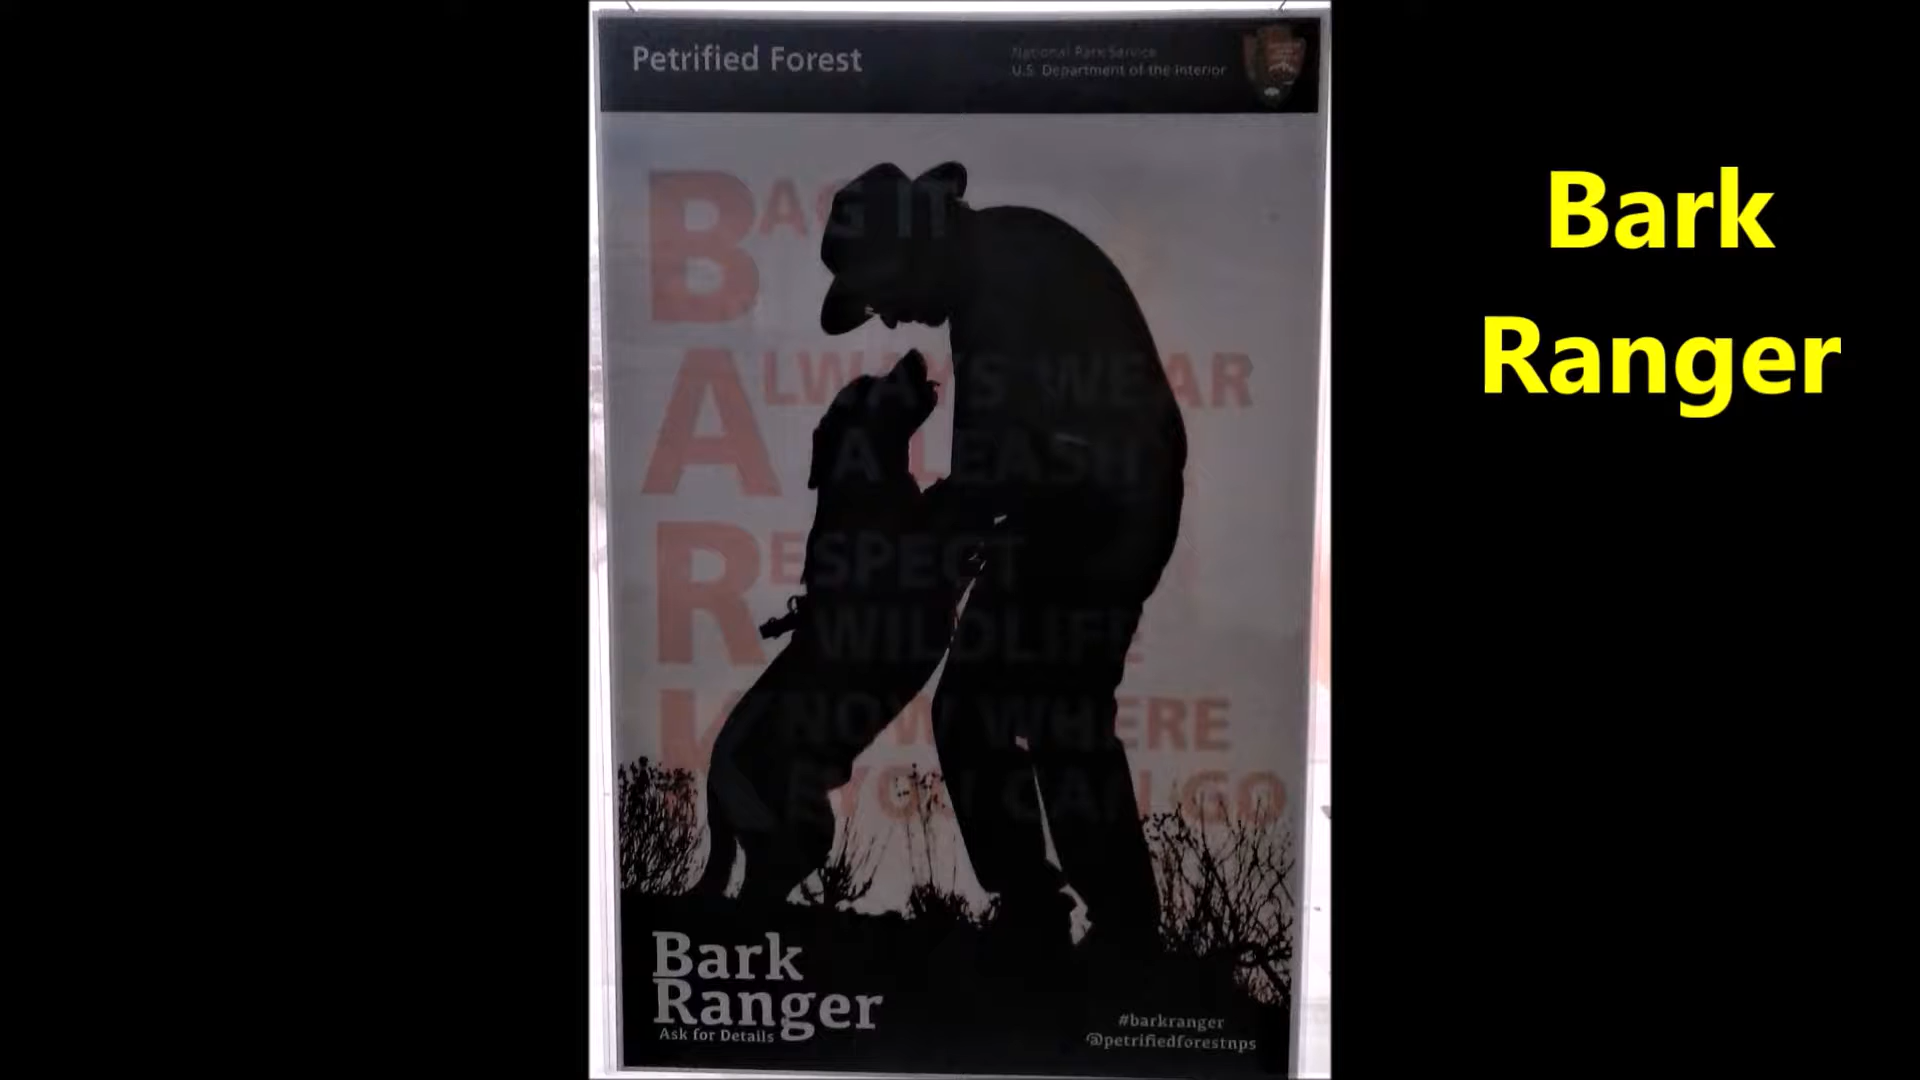 Petrified Forest
National Park Service
U.S. Department of the Interior
BAG IT
ALWAYS WEAR
A LEASH
RESPECT
WILDLIFE
KNOW WHERE
YOU CAN GO
Bark
Ranger
Ask for Details
#barkranger
@petrifiedforestnps
Bark
Ranger